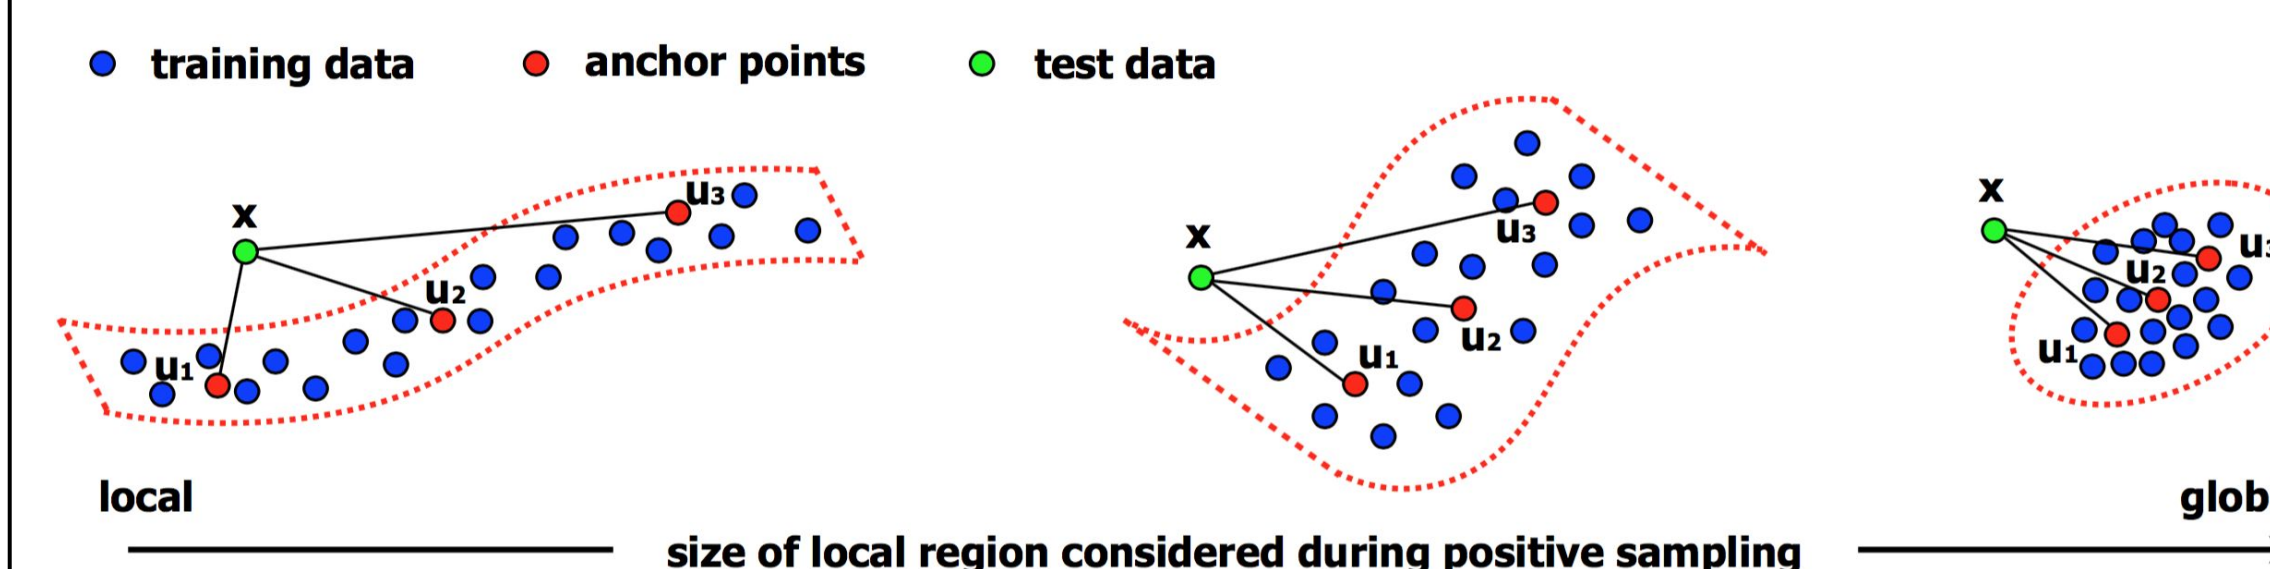 training data anchor points test data
x u1 u2 u3
x u1 u2 u3
x u1 u2
local glob
size of local region considered during positive sampling